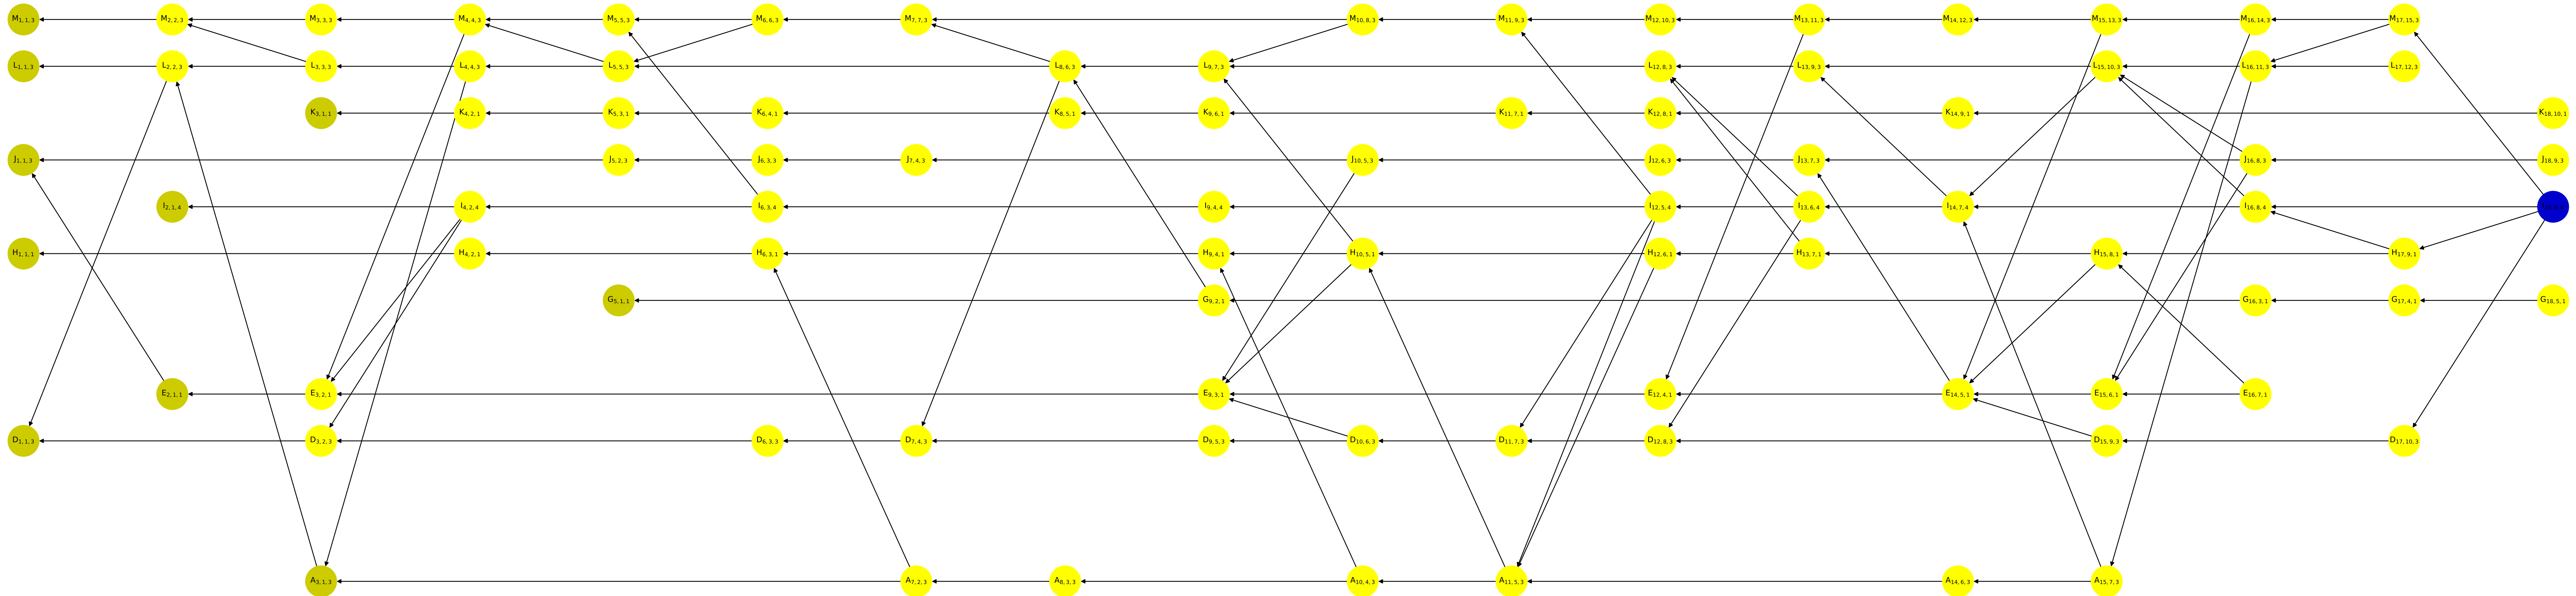 M1,1,3 M2,2,3 M3,3,3 M4,4,3 M5,5,3 M6,6,3 M7,7,3 M10,8,3 M11,9,3 M12,10,3 M13,11,3 M14,12,3 M15,13,3 M16,14,3 M17,15,3
L1,1,3 L2,2,3 L3,3,3 L4,4,3 L5,5,3 L8,6,3 L9,7,3 L12,8,3 L13,9,3 L15,10,3 L16,11,3 L17,12,3
K3,1,1 K4,2,1 K5,3,1 K6,4,1 K8,5,1 K9,6,1 K11,7,1 K12,8,1 K14,9,1 K18,10,1
J1,1,3 J5,2,3 J6,3,3 J7,4,3 J10,5,3 J12,6,3 J13,7,3 J16,8,3 J18,9,3
I2,1,4 I4,2,4 I6,3,4 I9,4,4 I12,5,4 I13,6,4 I14,7,4 I16,8,4
H1,1,1 H4,2,1 H6,3,1 H9,4,1 H10,5,1 H12,6,1 H13,7,1 H15,8,1 H17,9,1
G5,1,1 G9,2,1 G16,3,1 G17,4,1 G18,5,1
E2,1,1 E3,2,1 E9,3,1 E12,4,1 E14,5,1 E15,6,1 E16,7,1
D1,1,3 D3,2,3 D6,3,3 D7,4,3 D9,5,3 D10,6,3 D11,7,3 D12,8,3 D15,9,3 D17,10,3
A3,1,3 A7,2,3 A8,3,3 A10,4,3 A11,5,3 A14,6,3 A15,7,3